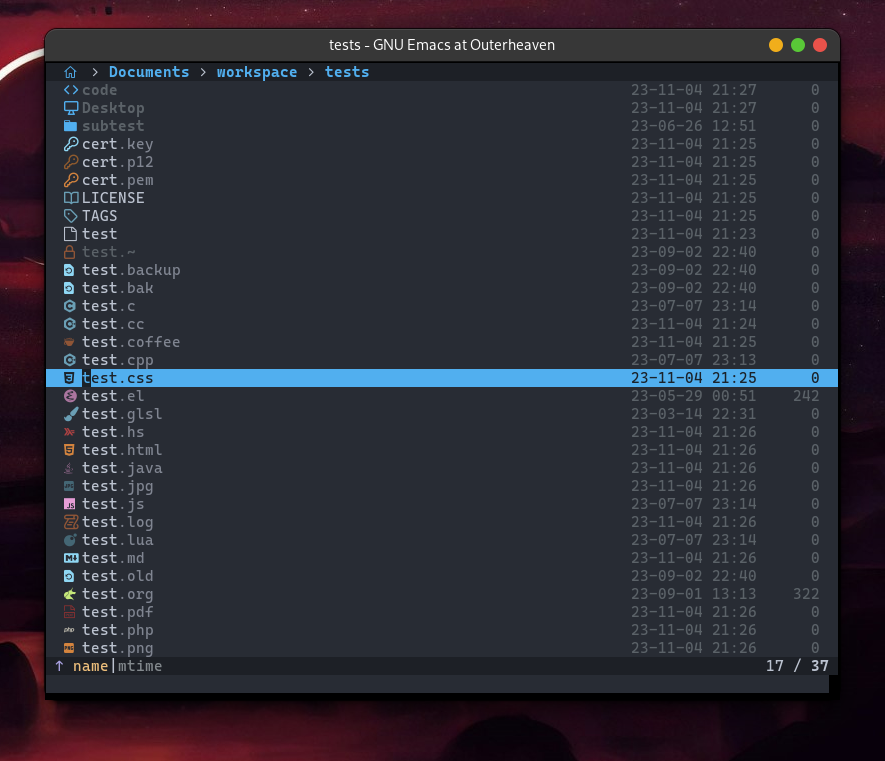 tests - GNU Emacs at Outerheaven
> Documents > workspace > tests
code 23-11-04 21:27 0
Desktop 23-11-04 21:27 0
subtest 23-06-26 12:51 0
cert.key 23-11-04 21:25 0
cert.p12 23-11-04 21:25 0
cert.pem 23-11-04 21:25 0
LICENSE 23-11-04 21:25 0
TAGS 23-11-04 21:25 0
test 23-11-04 21:23 0
test.~ 23-09-02 22:40 0
test.backup 23-09-02 22:40 0
test.bak 23-09-02 22:40 0
test.c 23-07-07 23:14 0
test.cc 23-11-04 21:24 0
test.coffee 23-11-04 21:25 0
test.cpp 23-07-07 23:13 0
test.css 23-11-04 21:25 0
test.el 23-05-29 00:51 242
test.glsl 23-03-14 22:31 0
test.hs 23-11-04 21:26 0
test.html 23-11-04 21:26 0
test.java 23-11-04 21:26 0
test.jpg 23-11-04 21:26 0
test.js 23-07-07 23:14 0
test.log 23-11-04 21:26 0
test.lua 23-07-07 23:14 0
test.md 23-11-04 21:26 0
test.old 23-09-02 22:40 0
test.org 23-09-01 13:13 322
test.pdf 23-11-04 21:26 0
php test.php 23-11-04 21:26 0
test.png 23-11-04 21:26 0
↑ name|mtime 17 / 37